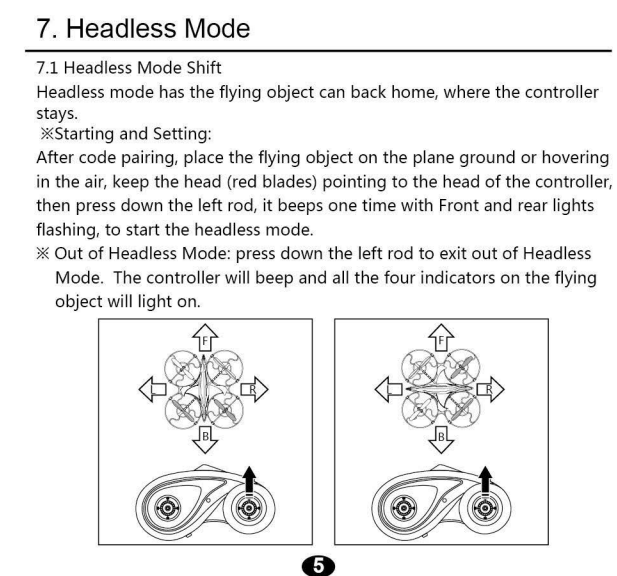 7. Headless Mode
7.1 Headless Mode Shift
Headless mode has the flying object can back home, where the controller
stays.
※Starting and Setting:
After code pairing, place the flying object on the plane ground or hovering
in the air, keep the head (red blades) pointing to the head of the controller,
then press down the left rod, it beeps one time with Front and rear lights
flashing, to start the headless mode.
※ Out of Headless Mode: press down the left rod to exit out of Headless
Mode. The controller will beep and all the four indicators on the flying
object will light on.
F
R
B
F
R
B
5